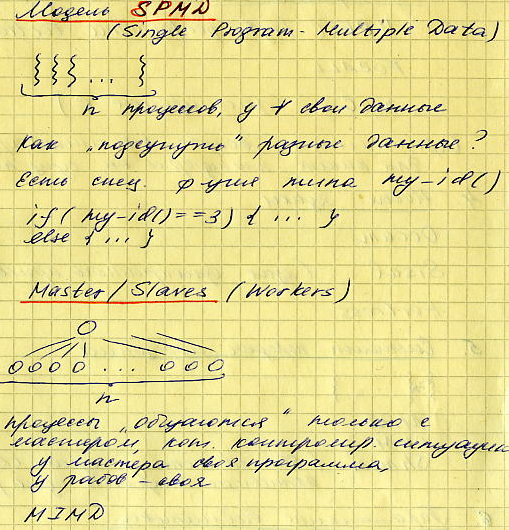 Модель SPMD
(Single Program - Multiple Data)
...
n процессов, у ∀ свои данные
Как „подсунуть“ разные данные?
Есть спец. ф-ция типа my-id()
if( my-id()==3) { ... }
else { ... }
Master/Slaves (Workers)
...
n
процессы „общаются“ только с
мастером, кот. контролир. ситуацию
у мастера своя программа,
у рабов - своя
MIMD